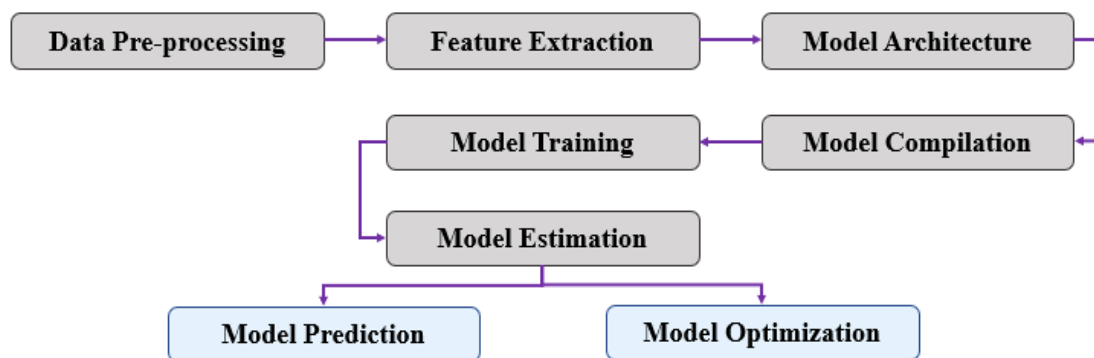 Data Pre-processing
Feature Extraction
Model Architecture
Model Training
Model Compilation
Model Estimation
Model Prediction
Model Optimization